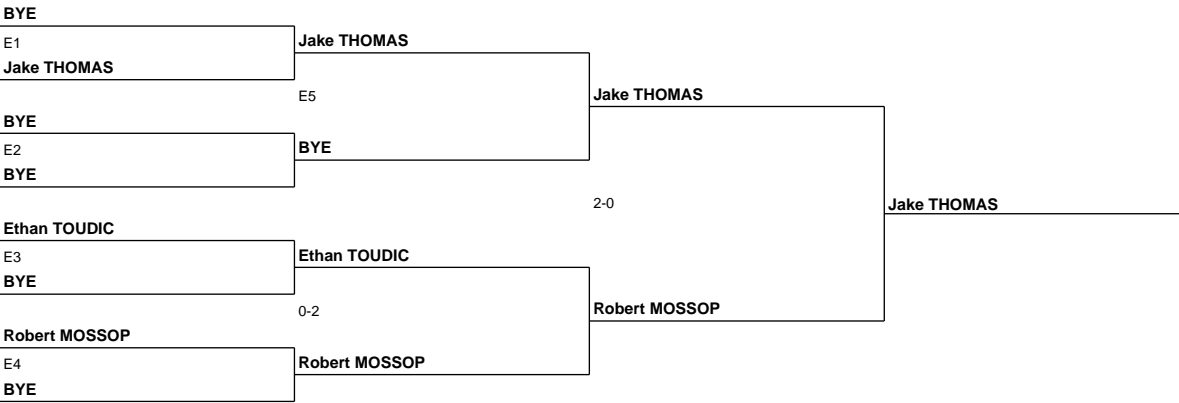 BYE
E1
Jake THOMAS
Jake THOMAS
E5
BYE
E2
BYE
BYE
Jake THOMAS
2-0
Jake THOMAS
Ethan TOUDIC
E3
BYE
Ethan TOUDIC
0-2
Robert MOSSOP
E4
BYE
Robert MOSSOP
Robert MOSSOP